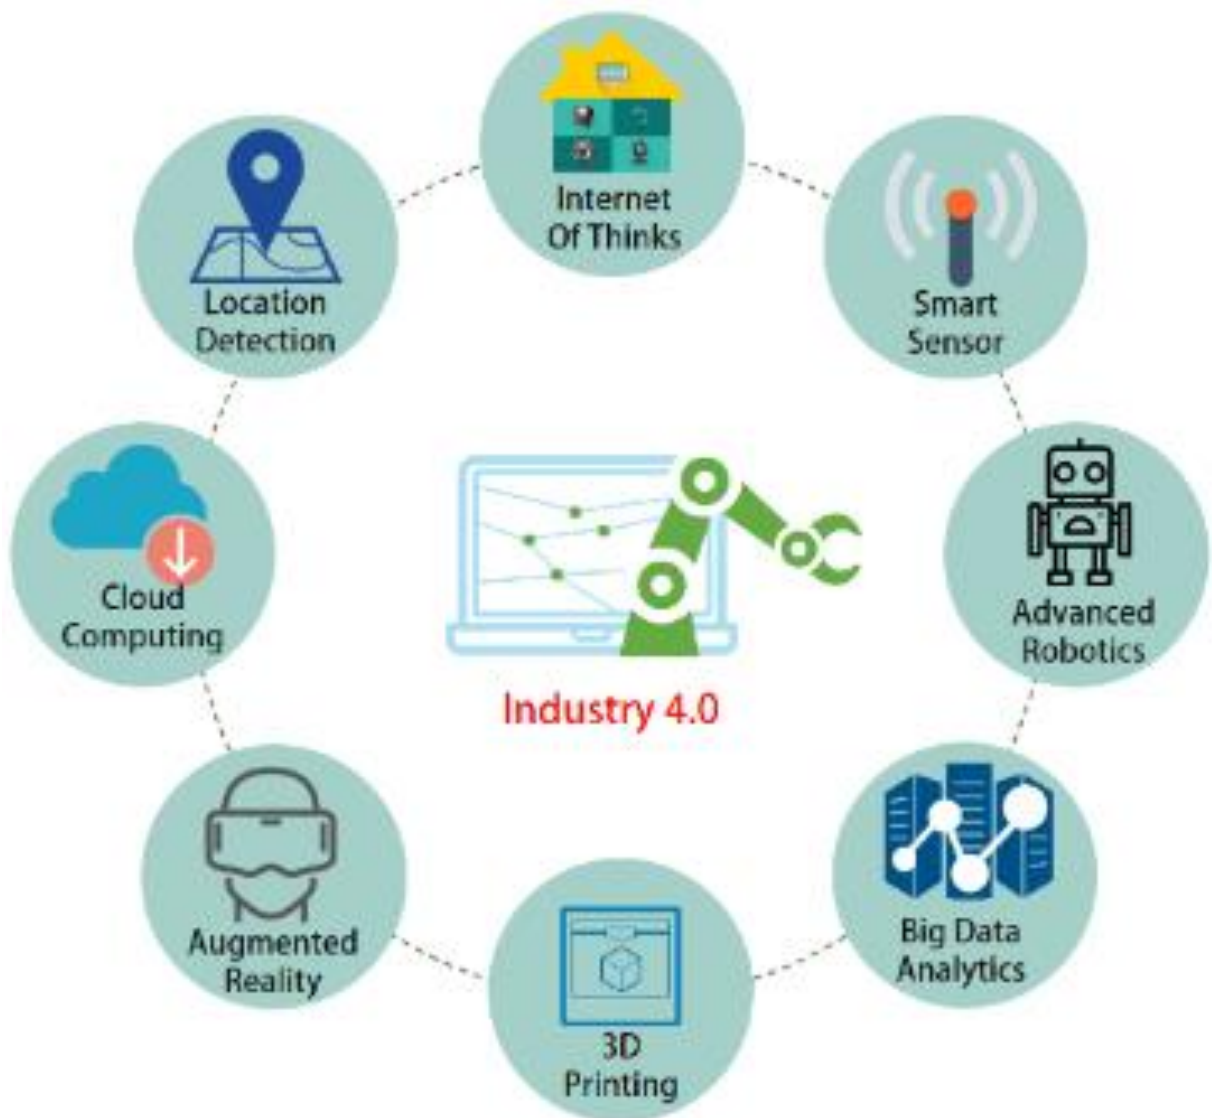 Internet
Of Thinks
Smart
Sensor
Advanced
Robotics
Big Data
Analytics
3D
Printing
Augmented
Reality
Cloud
Computing
Location
Detection
Industry 4.0